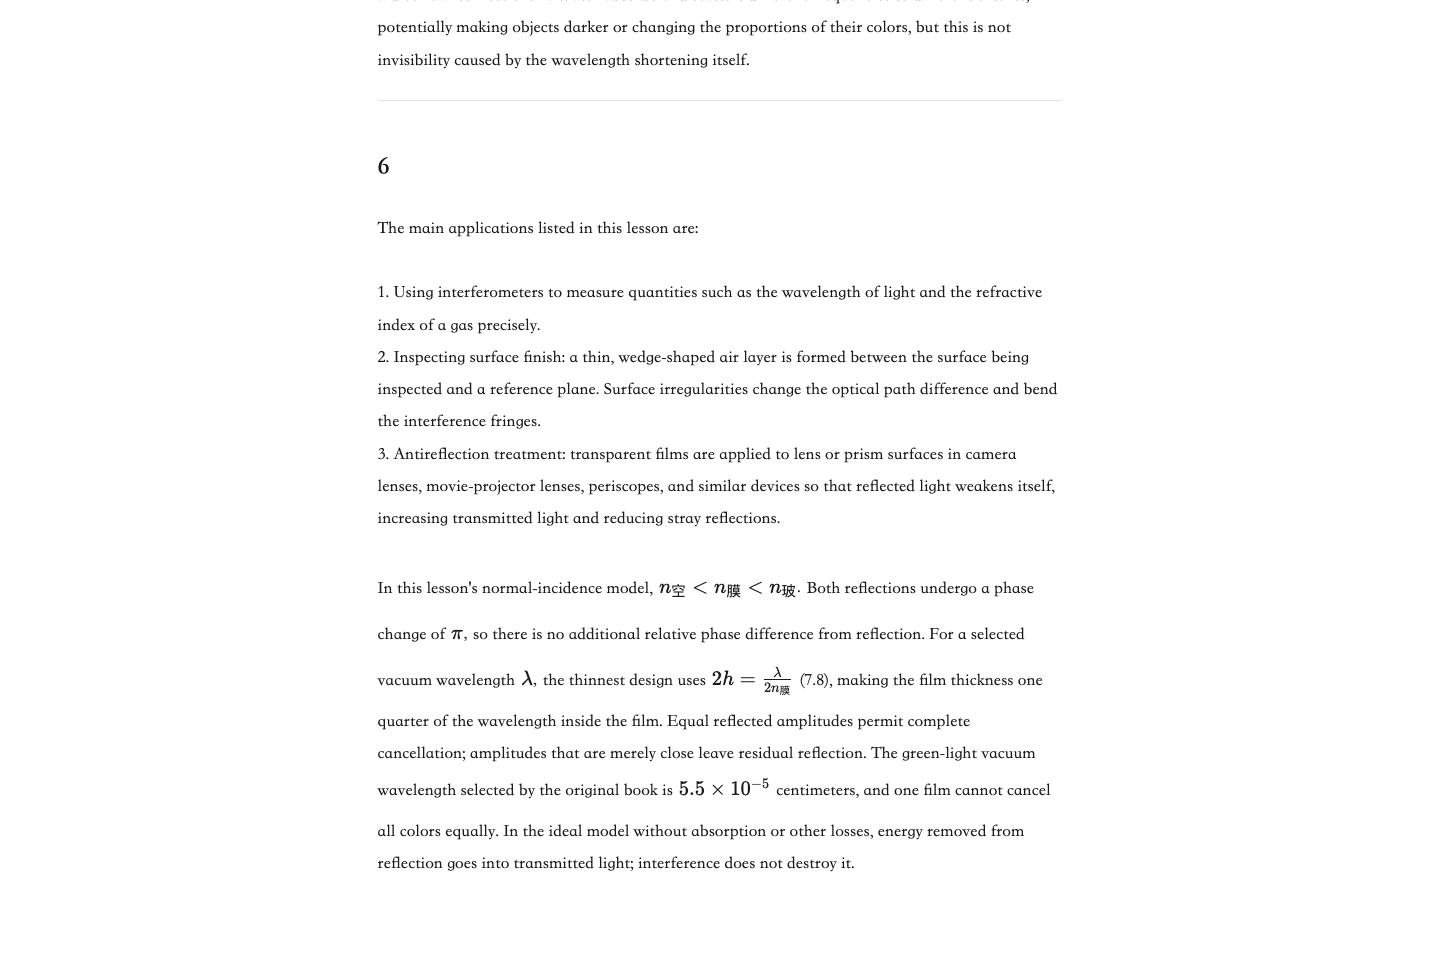 potentially making objects darker or changing the proportions of their colors, but this is not
invisibility caused by the wavelength shortening itself.
6
The main applications listed in this lesson are:
1. Using interferometers to measure quantities such as the wavelength of light and the refractive
index of a gas precisely.
2. Inspecting surface finish: a thin, wedge-shaped air layer is formed between the surface being
inspected and a reference plane. Surface irregularities change the optical path difference and bend
the interference fringes.
3. Antireflection treatment: transparent films are applied to lens or prism surfaces in camera
lenses, movie-projector lenses, periscopes, and similar devices so that reflected light weakens itself,
increasing transmitted light and reducing stray reflections.
In this lesson's normal-incidence model, n空 < n膜 < n玻. Both reflections undergo a phase
change of π, so there is no additional relative phase difference from reflection. For a selected
vacuum wavelength λ, the thinnest design uses 2h = λ/2n膜 (7.8), making the film thickness one
quarter of the wavelength inside the film. Equal reflected amplitudes permit complete
cancellation; amplitudes that are merely close leave residual reflection. The green-light vacuum
wavelength selected by the original book is 5.5 × 10⁻⁵ centimeters, and one film cannot cancel
all colors equally. In the ideal model without absorption or other losses, energy removed from
reflection goes into transmitted light; interference does not destroy it.